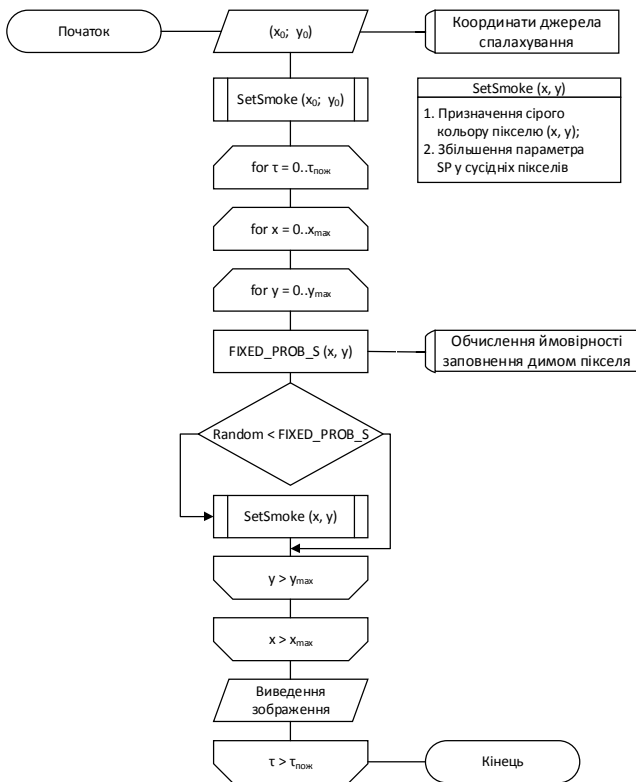 Початок
(x₀; y₀)
Координати джерела
спалахування
SetSmoke (x₀; y₀)
SetSmoke (x, y)
1. Призначення сірого
кольору пікселю (x, y);
2. Збільшення параметра
SP у сусідніх пікселів
for τ = 0..τпож
for x = 0..xmax
for y = 0..ymax
FIXED_PROB_S (x, y)
Обчислення ймовірності
заповнення димом пікселя
Random < FIXED_PROB_S
SetSmoke (x, y)
y > ymax
x > xmax
Виведення
зображення
τ > τпож
Кінець